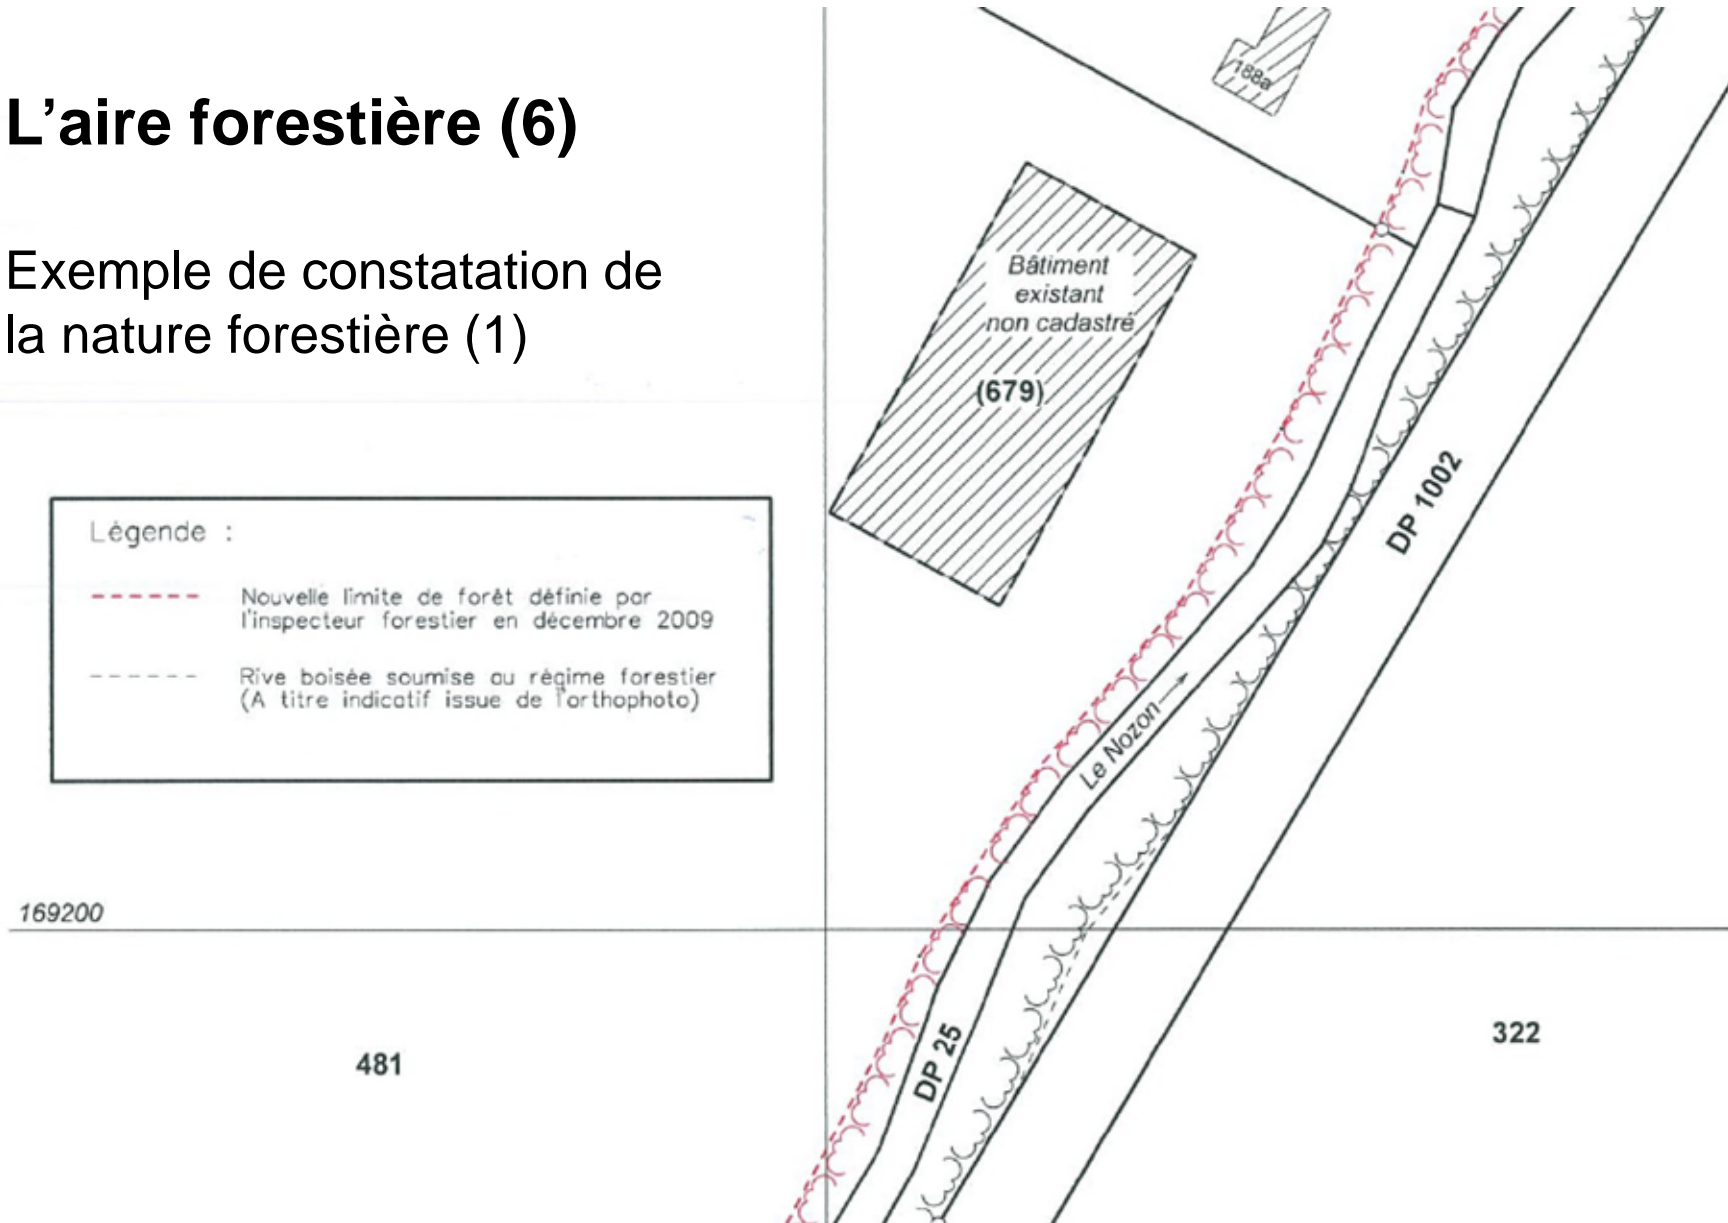 L’aire forestière (6)
Exemple de constatation de
la nature forestière (1)
188a
Bâtiment
existant
non cadastré
(679)
DP 1002
Légende :
Nouvelle limite de forêt définie par
l'inspecteur forestier en décembre 2009
Rive boisée soumise au régime forestier
(A titre indicatif issue de l'orthophoto)
Le Nozon
169200
DP 25
481
322